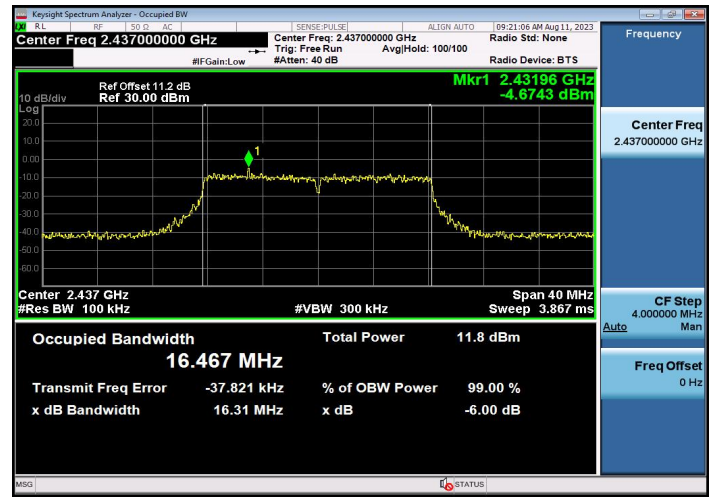 Keysight Spectrum Analyzer - Occupied BW
RL RF 50 Ω AC SENSE:PULSE ALIGN AUTO 09:21:06 AM Aug 11, 2023
Center Freq 2.437000000 GHz
Center Freq: 2.437000000 GHz Radio Std: None
Trig: Free Run Avg|Hold: 100/100
#IFGain:Low #Atten: 40 dB Radio Device: BTS
Frequency
Mkr1 2.43196 GHz
-4.6743 dBm
Ref Offset 11.2 dB
10 dB/div Ref 30.00 dBm
Log
20.0
10.0
0.00
-10.0
-20.0
-30.0
-40.0
-50.0
-60.0
1
Center 2.437 GHz Span 40 MHz
#Res BW 100 kHz #VBW 300 kHz Sweep 3.867 ms
Occupied Bandwidth Total Power 11.8 dBm
16.467 MHz
Transmit Freq Error -37.821 kHz % of OBW Power 99.00 %
x dB Bandwidth 16.31 MHz x dB -6.00 dB
Center Freq
2.437000000 GHz
CF Step
4.000000 MHz
Auto Man
Freq Offset
0 Hz
MSG STATUS